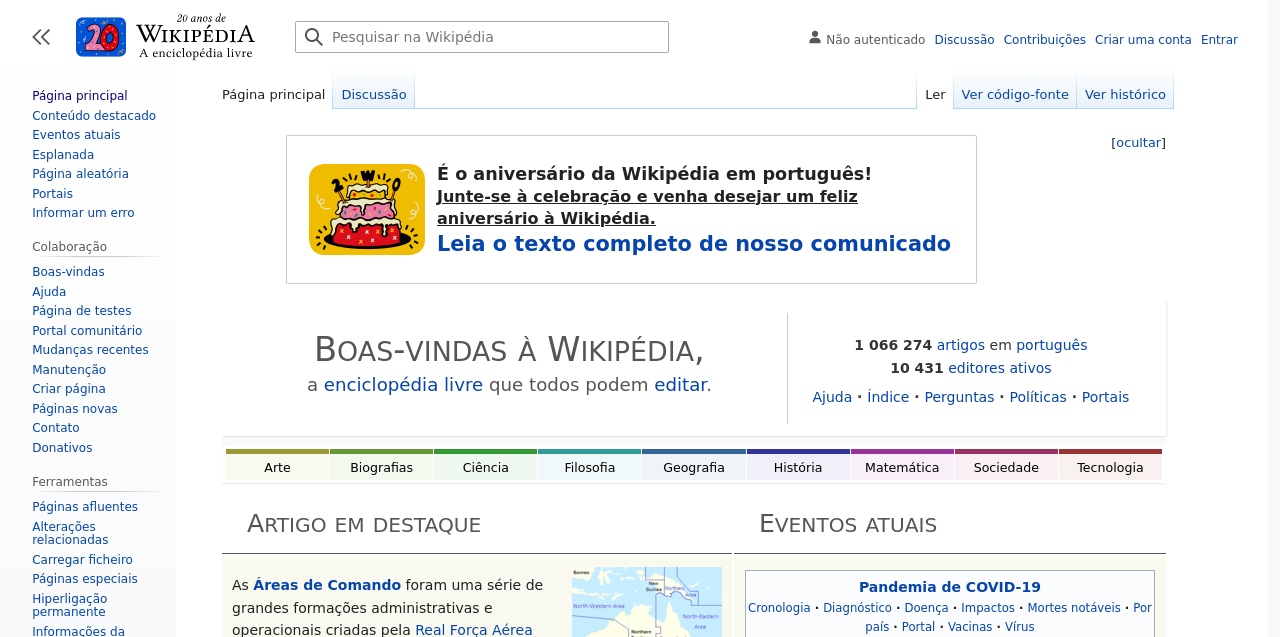 20 anos de
WIKIPÉDIA
A enciclopédia livre
Pesquisar na Wikipédia
Não autenticado Discussão Contribuições Criar uma conta Entrar
Página principal
Conteúdo destacado
Eventos atuais
Esplanada
Página aleatória
Portais
Informar um erro
Colaboração
Boas-vindas
Ajuda
Página de testes
Portal comunitário
Mudanças recentes
Manutenção
Criar página
Páginas novas
Contato
Donativos
Ferramentas
Páginas afluentes
Alterações
relacionadas
Carregar ficheiro
Páginas especiais
Hiperligação
permanente
Informações da
Página principal Discussão Ler Ver código-fonte Ver histórico
[ocultar]
20
É o aniversário da Wikipédia em português!
Junte-se à celebração e venha desejar um feliz
aniversário à Wikipédia.
Leia o texto completo de nosso comunicado
Boas-vindas à Wikipédia,
a enciclopédia livre que todos podem editar.
1 066 274 artigos em português
10 431 editores ativos
Ajuda · Índice · Perguntas · Políticas · Portais
Arte Biografias Ciência Filosofia Geografia História Matemática Sociedade Tecnologia
Artigo em destaque
As Áreas de Comando foram uma série de
grandes formações administrativas e
operacionais criadas pela Real Força Aérea
Borneo
New
Guinea
Northern
Area
North-Western Area
North-Eastern
Area
Eventos atuais
Pandemia de COVID-19
Cronologia · Diagnóstico · Doença · Impactos · Mortes notáveis · Por
país · Portal · Vacinas · Vírus